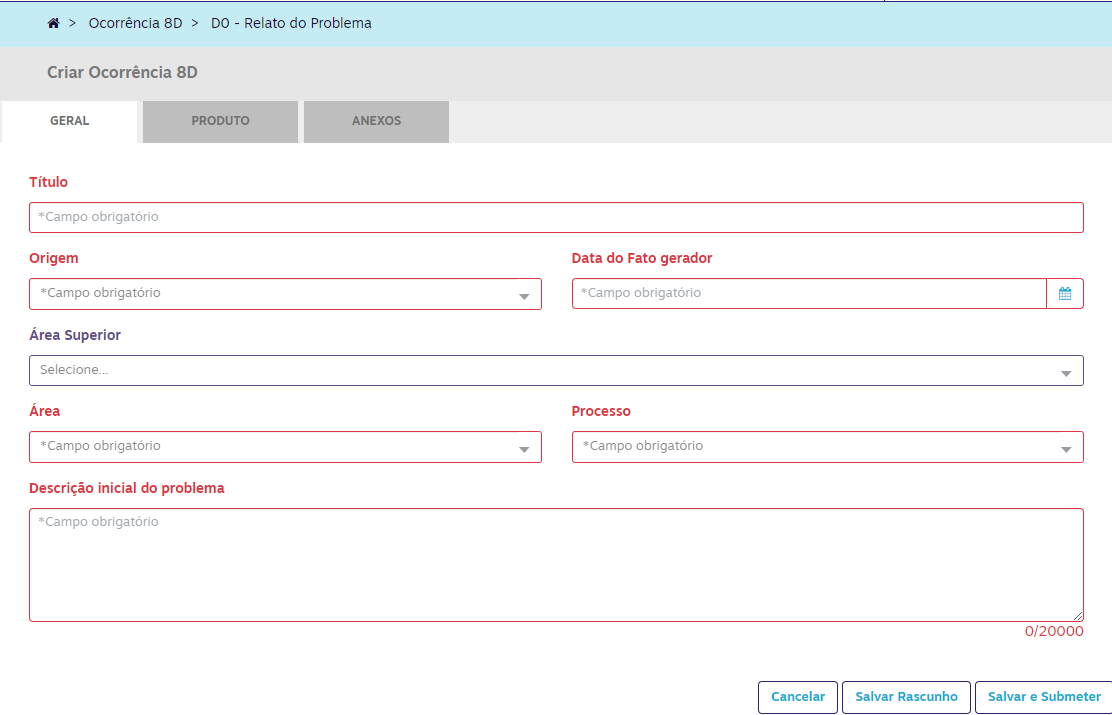 > Ocorrência 8D > D0 - Relato do Problema
Criar Ocorrência 8D
GERAL PRODUTO ANEXOS
Título
*Campo obrigatório
Origem Data do Fato gerador
*Campo obrigatório *Campo obrigatório
Área Superior
Selecione...
Área Processo
*Campo obrigatório *Campo obrigatório
Descrição inicial do problema
*Campo obrigatório
0/20000
Cancelar Salvar Rascunho Salvar e Submeter